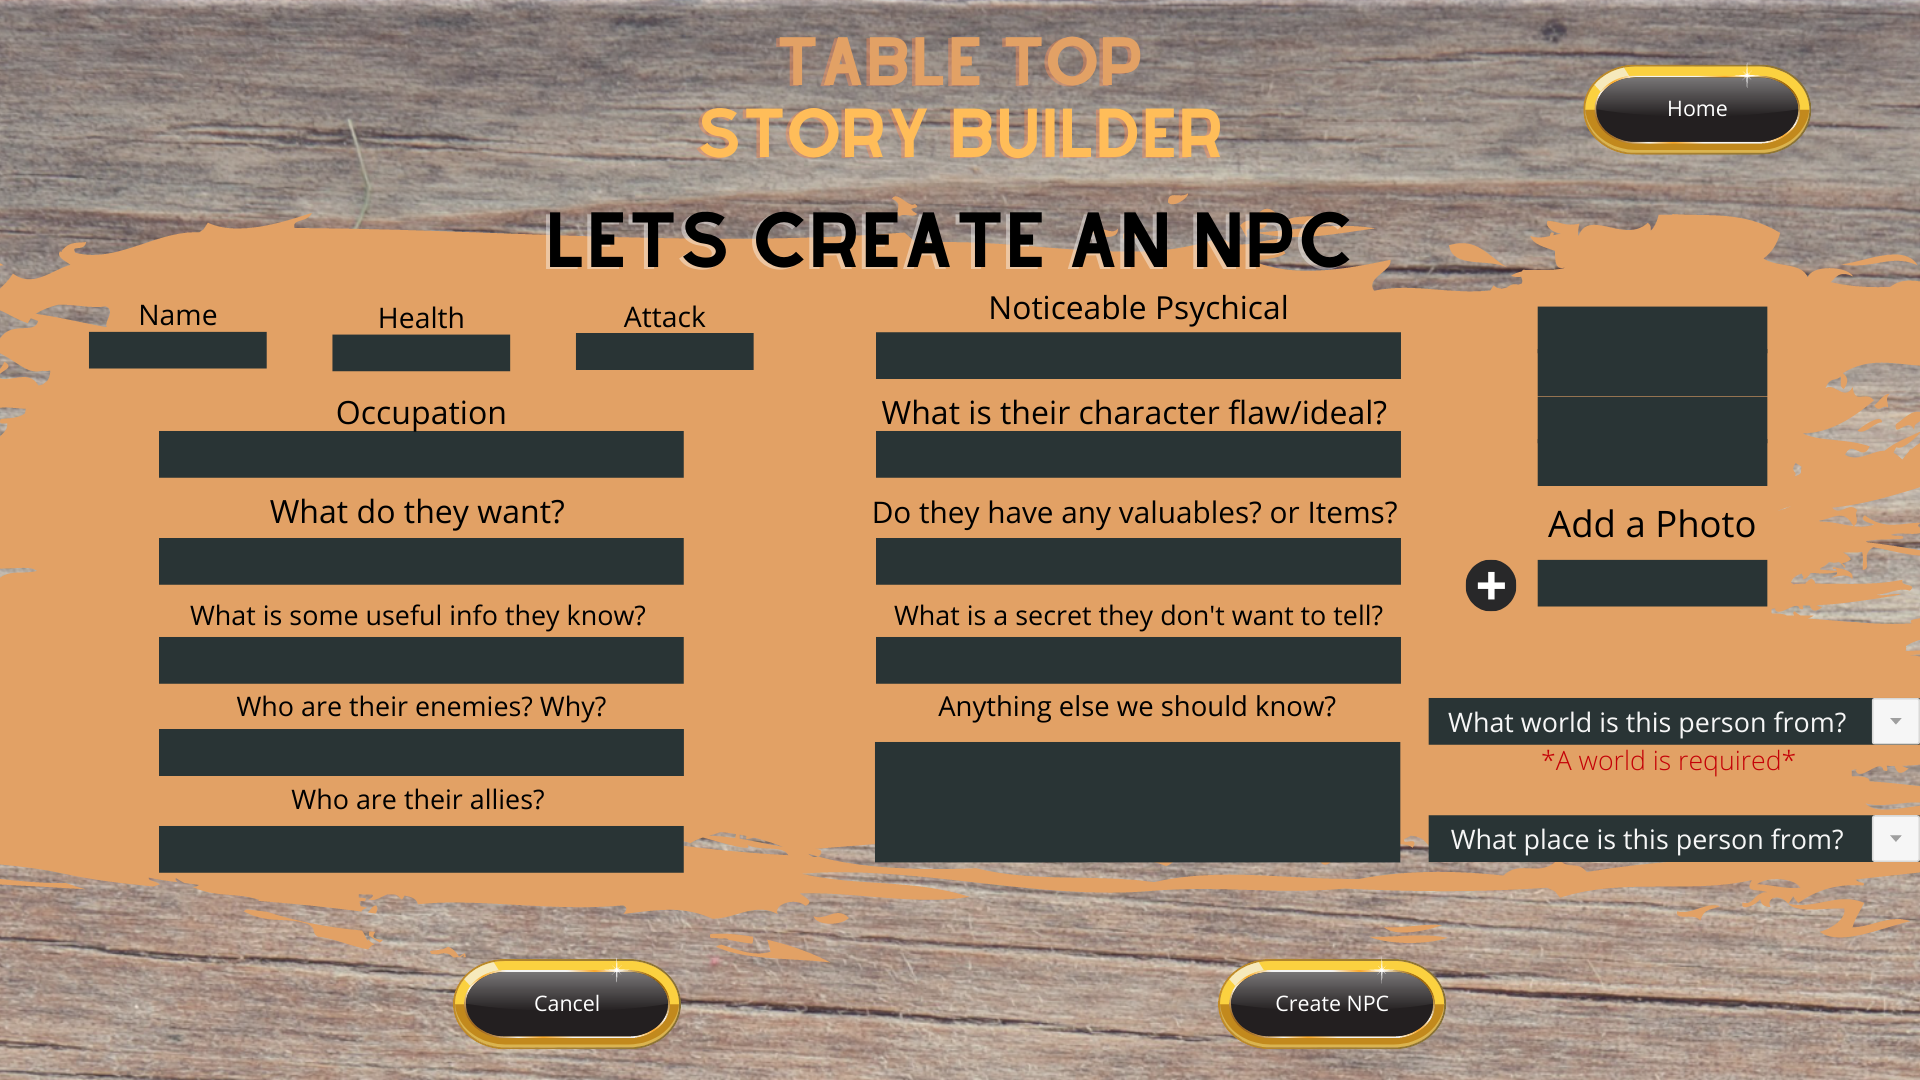 TABLE TOP
STORY BUILDER
Home
LETS CREATE AN NPC
Name
Health
Attack
Occupation
What do they want?
What is some useful info they know?
Who are their enemies? Why?
Who are their allies?
Noticeable Psychical
What is their character flaw/ideal?
Do they have any valuables? or Items?
What is a secret they don't want to tell?
Anything else we should know?
Add a Photo
What world is this person from?
*A world is required*
What place is this person from?
Cancel
Create NPC